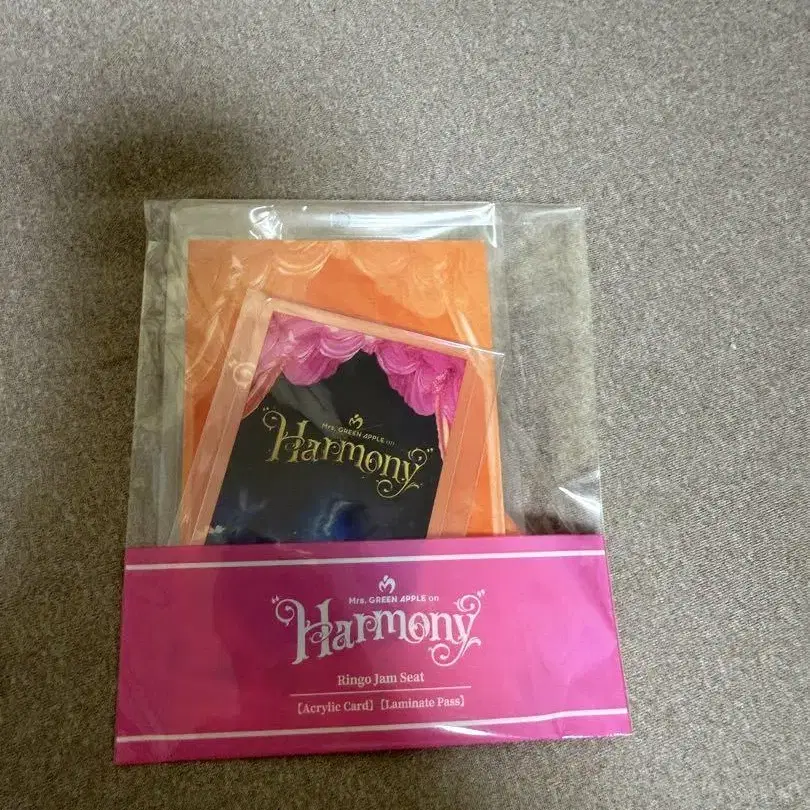 Mrs. GREEN APPLE on
"Harmony"
Mrs. GREEN APPLE on
"Harmony"
Ringo Jam Seat
【Acrylic Card】【Laminate Pass】